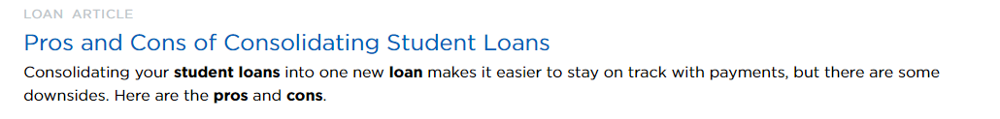 LOAN ARTICLE
Pros and Cons of Consolidating Student Loans
Consolidating your student loans into one new loan makes it easier to stay on track with payments, but there are some
downsides. Here are the pros and cons.